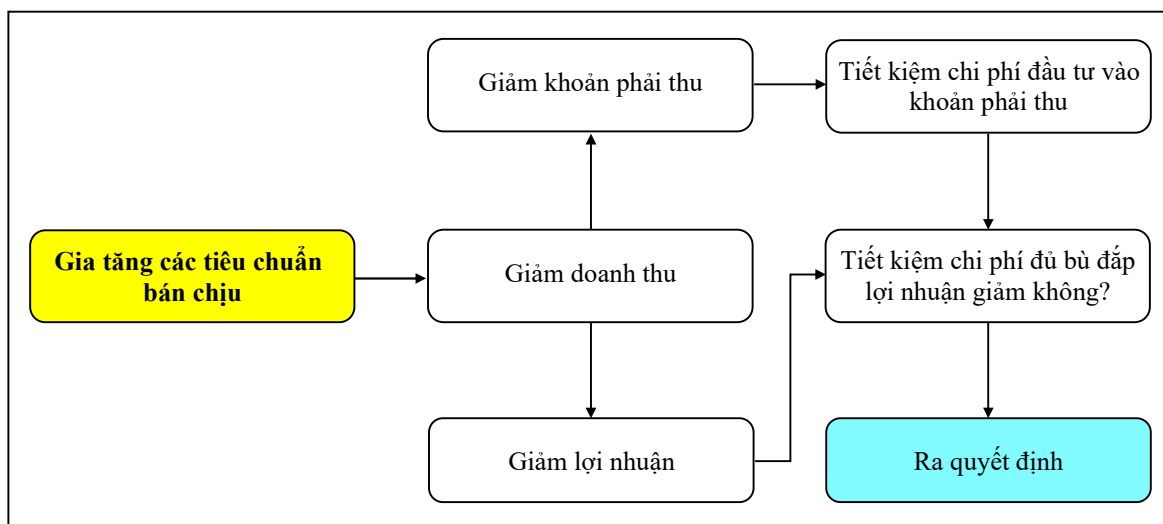 Giảm khoản phải thu
Tiết kiệm chi phí đầu tư vào
khoản phải thu
Gia tăng các tiêu chuẩn
bán chịu
Giảm doanh thu
Tiết kiệm chi phí đủ bù đắp
lợi nhuận giảm không?
Giảm lợi nhuận
Ra quyết định